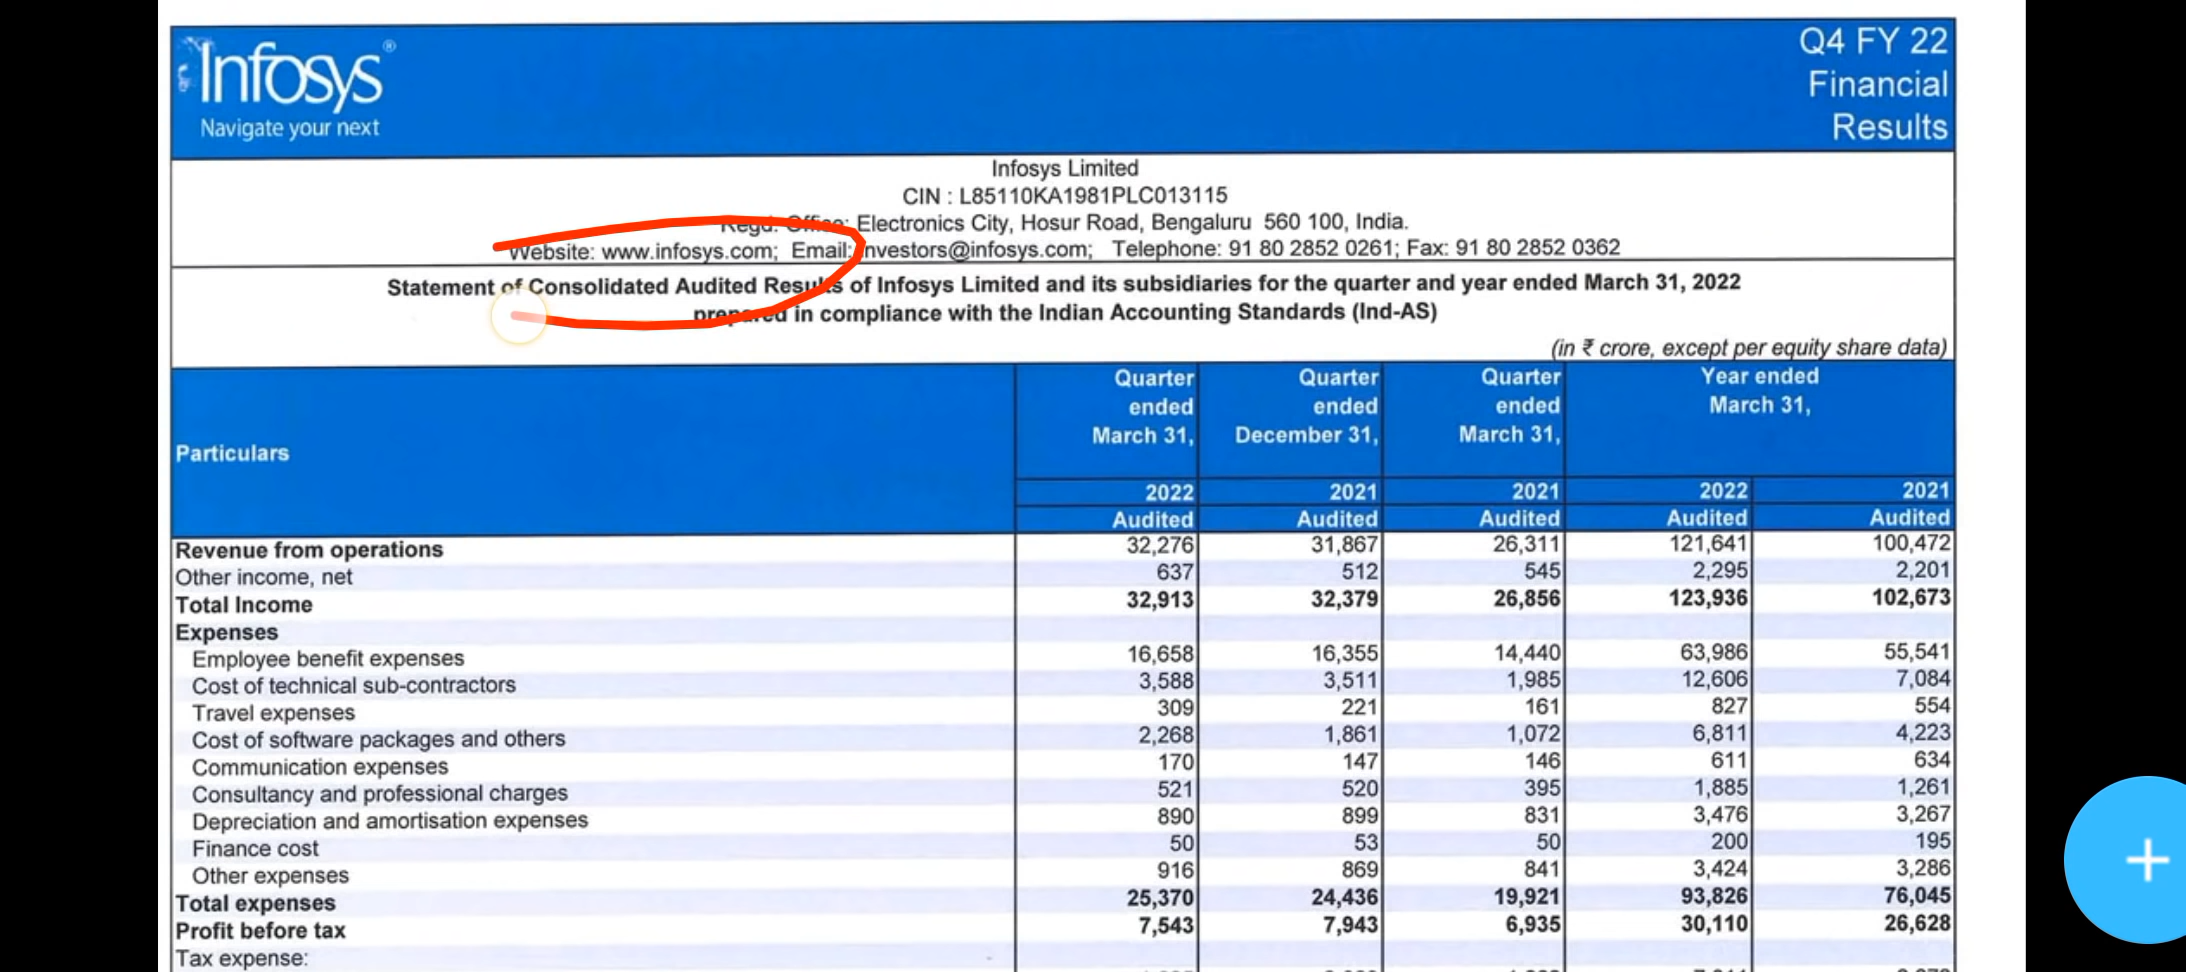 Infosys®
Navigate your next
Q4 FY 22
Financial
Results
Infosys Limited
CIN : L85110KA1981PLC013115
Regd. Office: Electronics City, Hosur Road, Bengaluru 560 100, India.
Website: www.infosys.com; Email: investors@infosys.com; Telephone: 91 80 2852 0261; Fax: 91 80 2852 0362
Statement of Consolidated Audited Results of Infosys Limited and its subsidiaries for the quarter and year ended March 31, 2022
prepared in compliance with the Indian Accounting Standards (Ind-AS)
(in ₹ crore, except per equity share data)
Particulars
Quarter ended March 31, Quarter ended December 31, Quarter ended March 31, Year ended March 31,
2022 2021 2021 2022 2021
Audited Audited Audited Audited Audited
Revenue from operations 32,276 31,867 26,311 121,641 100,472
Other income, net 637 512 545 2,295 2,201
Total Income 32,913 32,379 26,856 123,936 102,673
Expenses
Employee benefit expenses 16,658 16,355 14,440 63,986 55,541
Cost of technical sub-contractors 3,588 3,511 1,985 12,606 7,084
Travel expenses 309 221 161 827 554
Cost of software packages and others 2,268 1,861 1,072 6,811 4,223
Communication expenses 170 147 146 611 634
Consultancy and professional charges 521 520 395 1,885 1,261
Depreciation and amortisation expenses 890 899 831 3,476 3,267
Finance cost 50 53 50 200 195
Other expenses 916 869 841 3,424 3,286
Total expenses 25,370 24,436 19,921 93,826 76,045
Profit before tax 7,543 7,943 6,935 30,110 26,628
Tax expense: